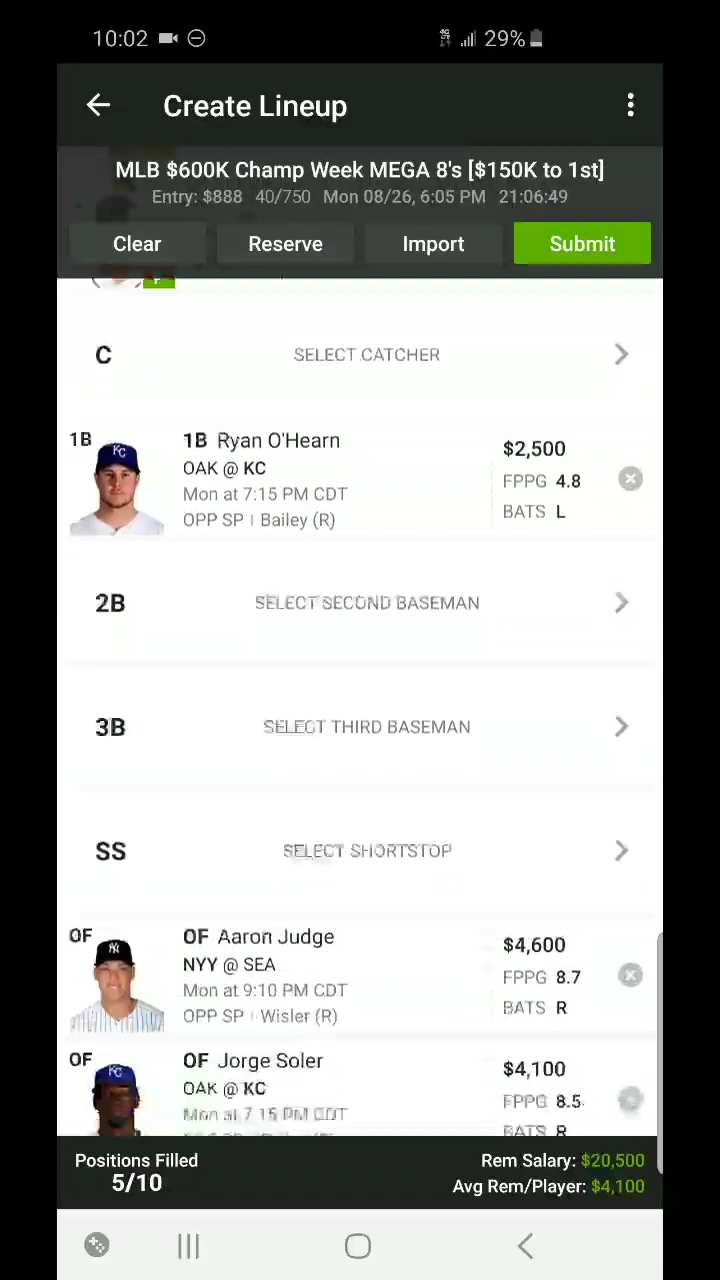 10:02 29%
Create Lineup
MLB $600K Champ Week MEGA 8's [$150K to 1st]
Entry: $888 40/750 Mon 08/26, 6:05 PM 21:06:49
Clear Reserve Import Submit
C SELECT CATCHER
1B 1B Ryan O'Hearn $2,500
OAK @ KC
FPPG 4.8
Mon at 7:15 PM CDT
OPP SP | Bailey (R) BATS L
2B SELECT SECOND BASEMAN
3B SELECT THIRD BASEMAN
SS SELECT SHORTSTOP
OF OF Aaron Judge $4,600
NYY @ SEA
FPPG 8.7
Mon at 9:10 PM CDT
OPP SP | Wisler (R) BATS R
OF OF Jorge Soler $4,100
OAK @ KC
FPPG 8.5
Mon at 7:15 PM CDT
BATS R
Positions Filled Rem Salary: $20,500
5/10 Avg Rem/Player: $4,100